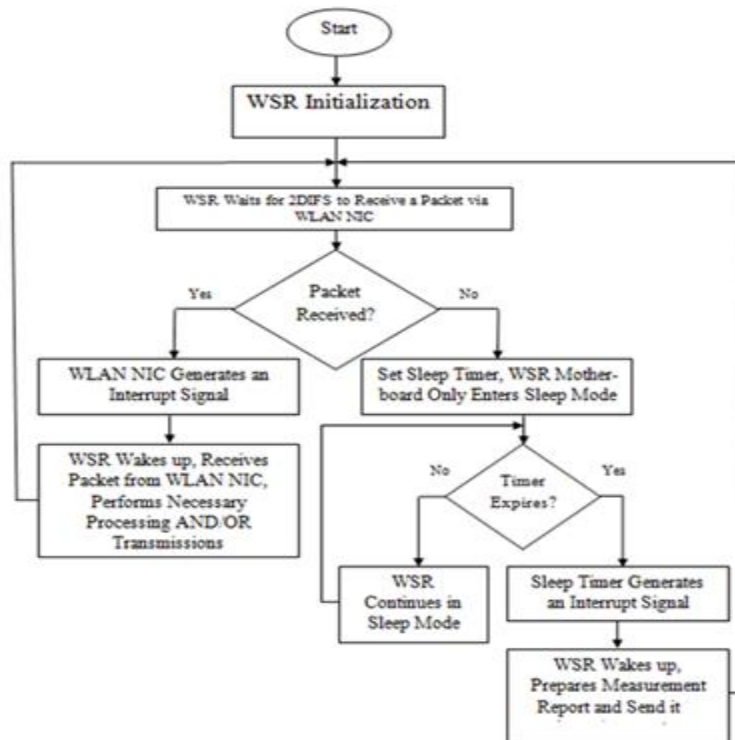 Start
WSR Initialization
WSR Waits for 2DIFS to Receive a Packet via
WLAN NIC
Packet
Received?
Yes
No
WLAN NIC Generates an
Interrupt Signal
Set Sleep Timer, WSR Mother-
board Only Enters Sleep Mode
WSR Wakes up, Receives
Packet from WLAN NIC,
Performs Necessary
Processing AND/OR
Transmissions
No
Yes
Timer
Expires?
WSR
Continues in
Sleep Mode
Sleep Timer Generates
an Interrupt Signal
WSR Wakes up,
Prepares Measurement
Report and Send it